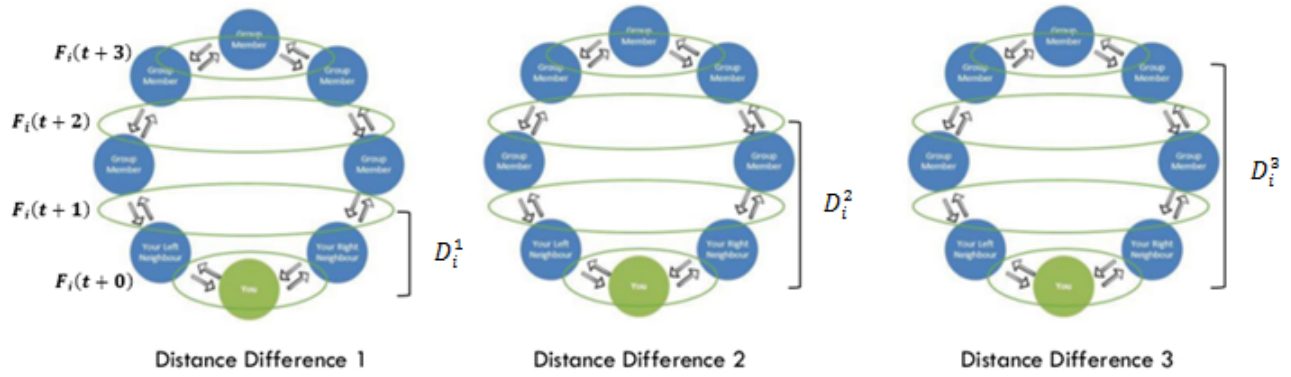 Group
Member
F_i(t + 3)
Group
Member
Group
Member
F_i(t + 2)
Group
Member
Group
Member
F_i(t + 1)
Your Left
Neighbour
Your Right
Neighbour
D_i^1
F_i(t + 0)
You
Distance Difference 1
Group
Member
Group
Member
Group
Member
Group
Member
Group
Member
D_i^2
Your Left
Neighbour
Your Right
Neighbour
You
Distance Difference 2
Group
Member
Group
Member
Group
Member
Group
Member
Group
Member
D_i^3
Your Left
Neighbour
Your Right
Neighbour
You
Distance Difference 3